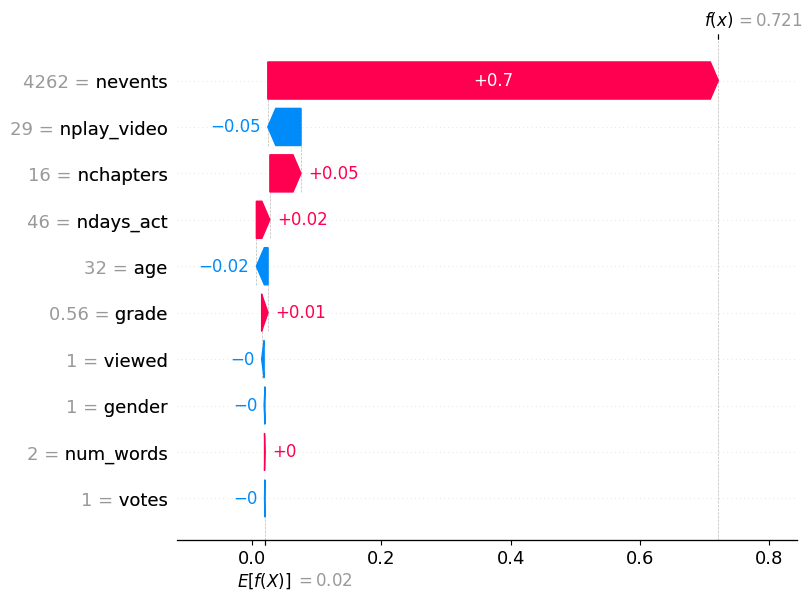 f(x) = 0.721
4262 = nevents +0.7
29 = nplay_video −0.05
16 = nchapters +0.05
46 = ndays_act +0.02
32 = age −0.02
0.56 = grade +0.01
1 = viewed −0
1 = gender −0
2 = num_words +0
1 = votes −0
0.0 0.2 0.4 0.6 0.8
E[f(X)] = 0.02